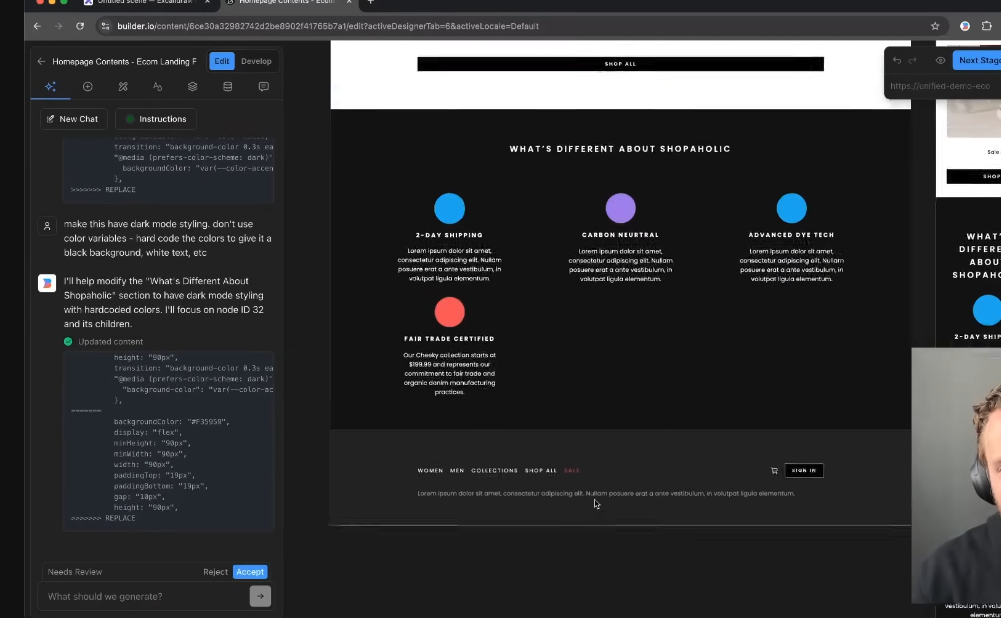 Untitled scene — Excalidraw
Homepage Contents - Ecom
builder.io/content/6ce30a32982742d2be8902f41765b7a1/edit?activeDesignerTab=6&activeLocale=Default
Homepage Contents - Ecom Landing F
Edit
Develop
New Chat
Instructions
transition: "background-color 0.3s ea
"@media (prefers-color-scheme: dark)"
backgroundColor: "var(--color-accen
},
>>>>>>> REPLACE
make this have dark mode styling. don't use
color variables - hard code the colors to give it a
black background, white text, etc
I'll help modify the "What's Different About
Shopaholic" section to have dark mode styling
with hardcoded colors. I'll focus on node ID 32
and its children.
Updated content
height: "90px",
transition: "background-color 0.3s ea
"@media (prefers-color-scheme: dark)"
"background-color": "var(--color-ac
},
=======
backgroundColor: "#F35959",
display: "flex",
minHeight: "90px",
minWidth: "90px",
width: "90px",
paddingTop: "19px",
paddingBottom: "19px",
gap: "10px",
height: "90px",
>>>>>>> REPLACE
Needs Review
Reject
Accept
What should we generate?
SHOP ALL
WHAT'S DIFFERENT ABOUT SHOPAHOLIC
2-DAY SHIPPING
Lorem ipsum dolor sit amet,
consectetur adipiscing elit. Nullam
posuere erat a ante vestibulum, in
volutpat ligula elementum.
CARBON NEURTRAL
Lorem ipsum dolor sit amet,
consectetur adipiscing elit. Nullam
posuere erat a ante vestibulum, in
volutpat ligula elementum.
ADVANCED DYE TECH
Lorem ipsum dolor sit amet,
consectetur adipiscing elit. Nullam
posuere erat a ante vestibulum, in
volutpat ligula elementum.
FAIR TRADE CERTIFIED
Our Cheeky collection starts at
$199.99 and represents our
commitment to fair trade and
organic denim manufacturing
practices.
WOMEN MEN COLLECTIONS SHOP ALL SALE
SIGN IN
Lorem ipsum dolor sit amet, consectetur adipiscing elit. Nullam posuere erat a ante vestibulum, in volutpat ligula elementum.
Next Stage
https://unified-demo-eco
Sale
SHOP
WHAT'S
DIFFERE
ABOU
SHOPAHO
2-DAY SHIPP
vestibulum, in volu
elementu